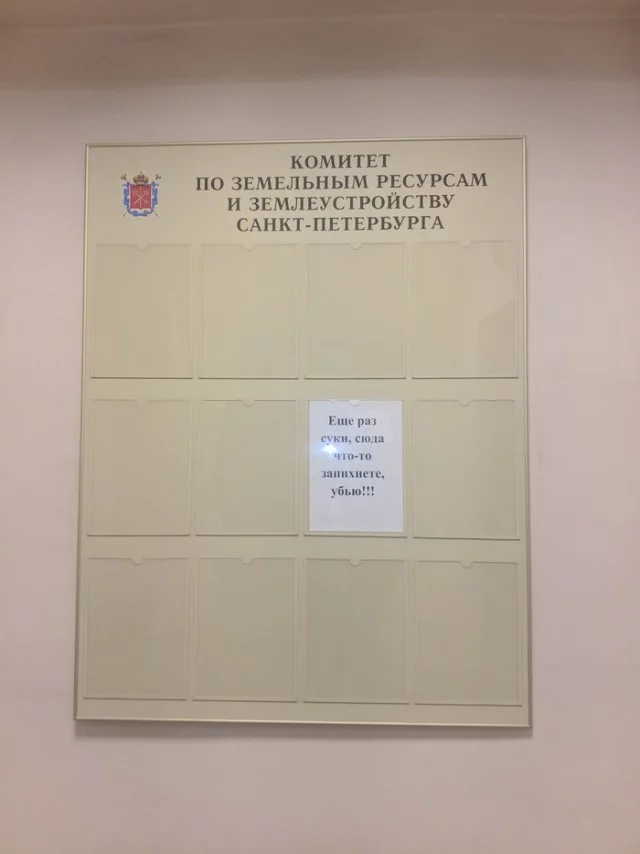 КОМИТЕТ
ПО ЗЕМЕЛЬНЫМ РЕСУРСАМ
И ЗЕМЛЕУСТРОЙСТВУ
САНКТ-ПЕТЕРБУРГА
Еще раз
суки, сюда
что-то
запихнете,
убью!!!